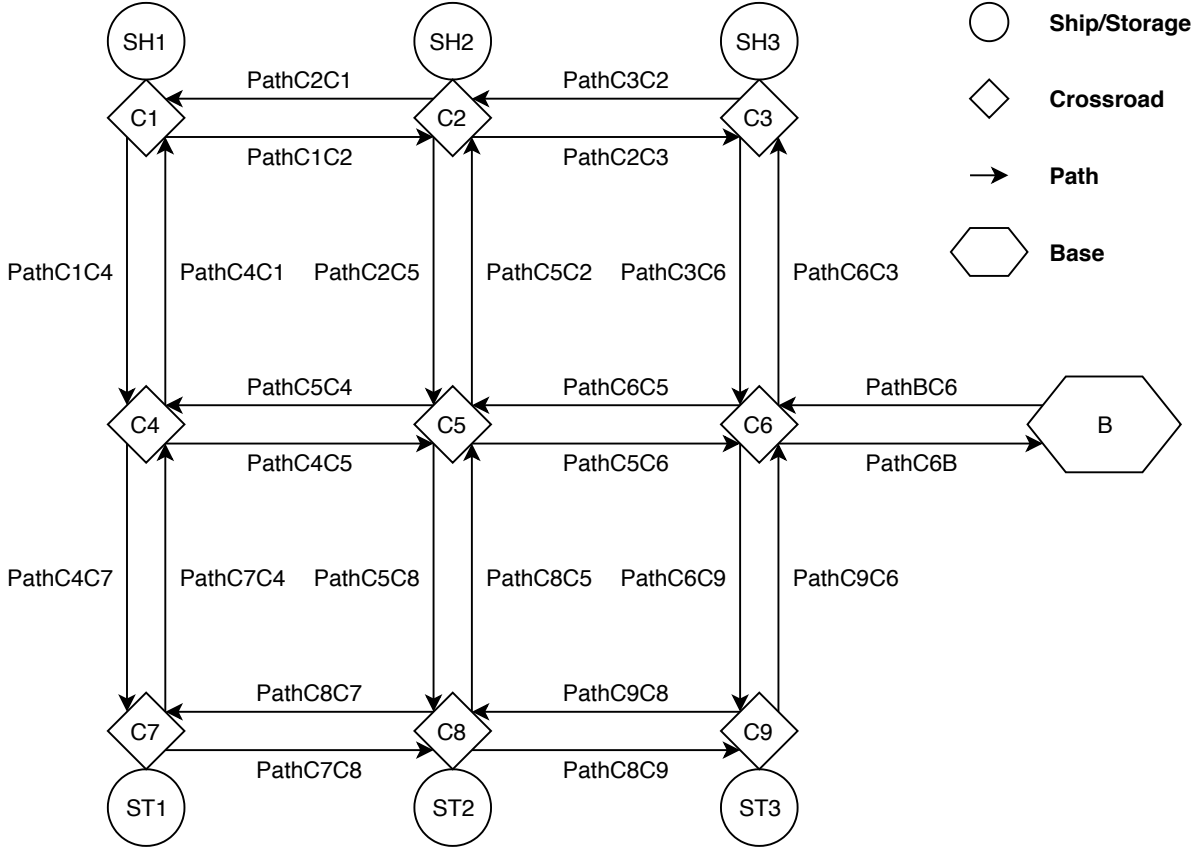 SH1
SH2
SH3
Ship/Storage
PathC2C1
PathC3C2
C1
C2
C3
Crossroad
PathC1C2
PathC2C3
Path
PathC1C4
PathC4C1
PathC2C5
PathC5C2
PathC3C6
PathC6C3
Base
PathC5C4
PathC6C5
PathBC6
C4
C5
C6
B
PathC4C5
PathC5C6
PathC6B
PathC4C7
PathC7C4
PathC5C8
PathC8C5
PathC6C9
PathC9C6
PathC8C7
PathC9C8
C7
C8
C9
PathC7C8
PathC8C9
ST1
ST2
ST3